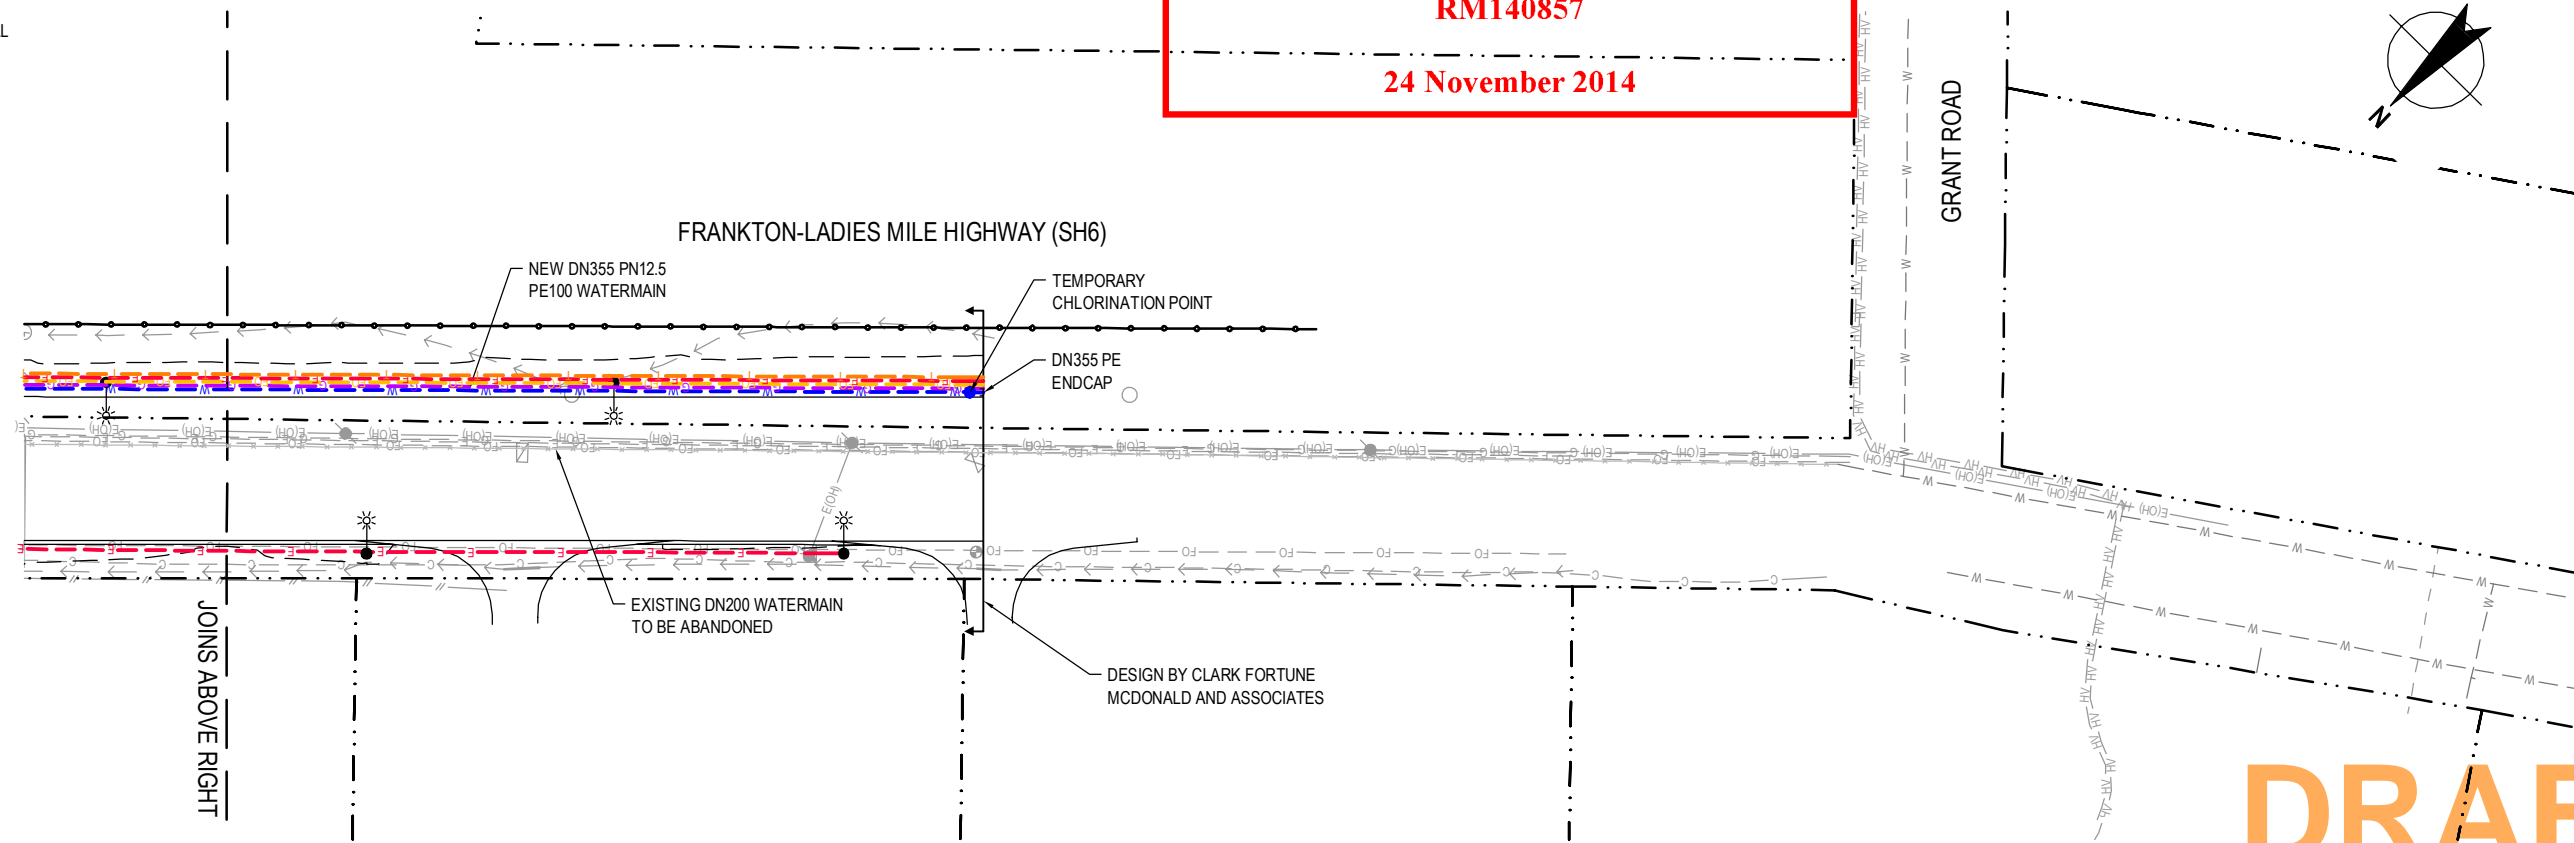 RM140857
24 November 2014
N
GRANT ROAD
FRANKTON-LADIES MILE HIGHWAY (SH6)
NEW DN355 PN12.5
PE100 WATERMAIN
TEMPORARY
CHLORINATION POINT
DN355 PE
ENDCAP
EXISTING DN200 WATERMAIN
TO BE ABANDONED
DESIGN BY CLARK FORTUNE
MCDONALD AND ASSOCIATES
JOINS ABOVE RIGHT
E(OH)